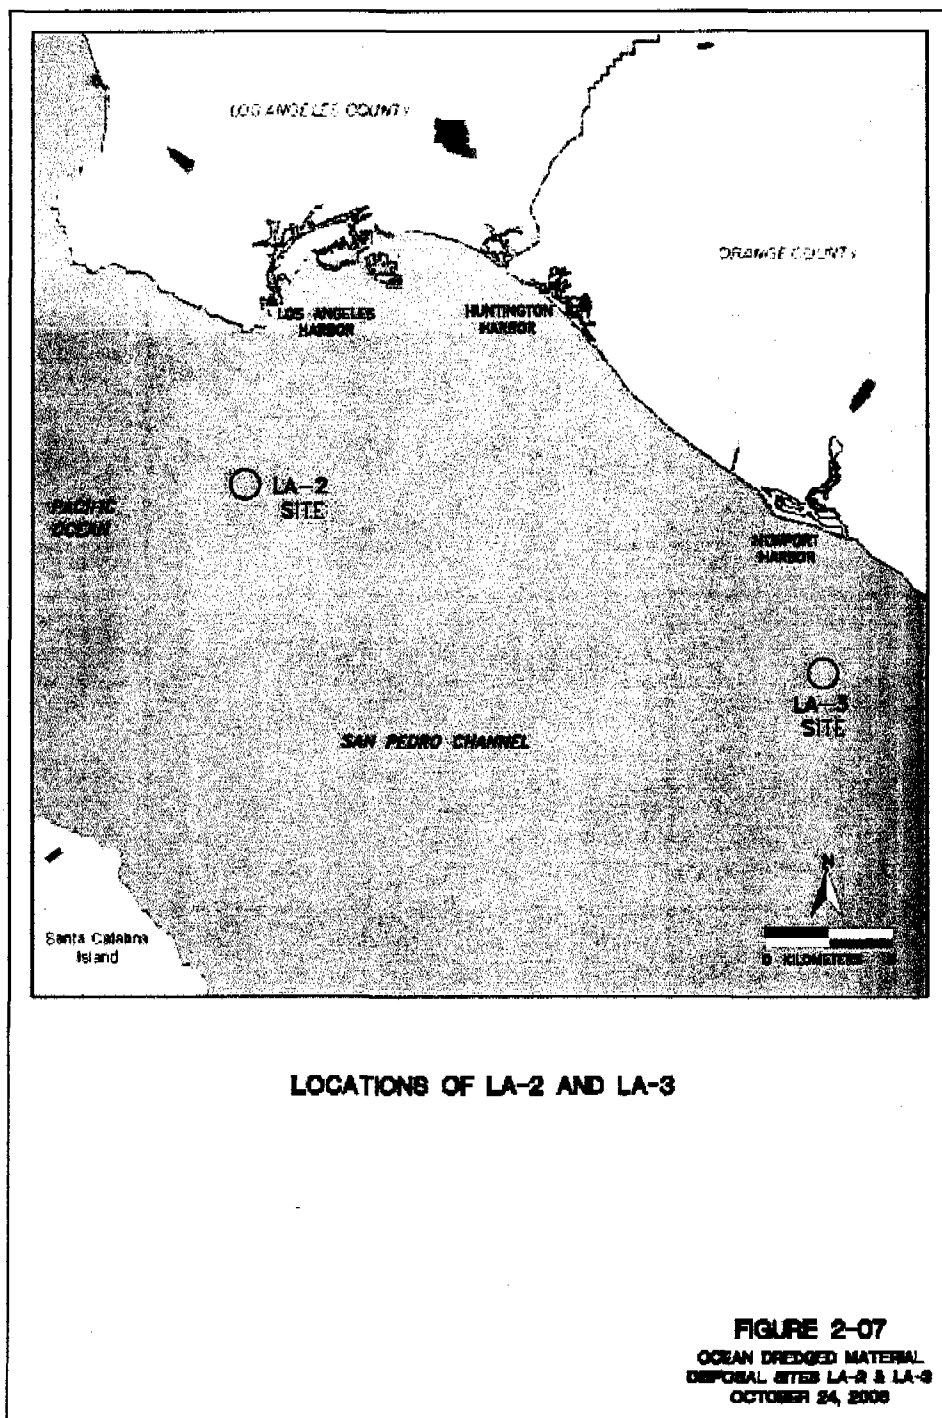 LOS ANGELES COUNTY
ORANGE COUNTY
LOS ANGELES
HARBOR
HUNTINGTON
HARBOR
LA-2
SITE
PACIFIC
OCEAN
NEWPORT
HARBOR
LA-3
SITE
SAN PEDRO CHANNEL
N
Santa Catalina
Island
0 KILOMETERS
LOCATIONS OF LA-2 AND LA-3
FIGURE 2-07
OCEAN DREDGED MATERIAL
DISPOSAL SITES LA-2 & LA-3
OCTOBER 24,